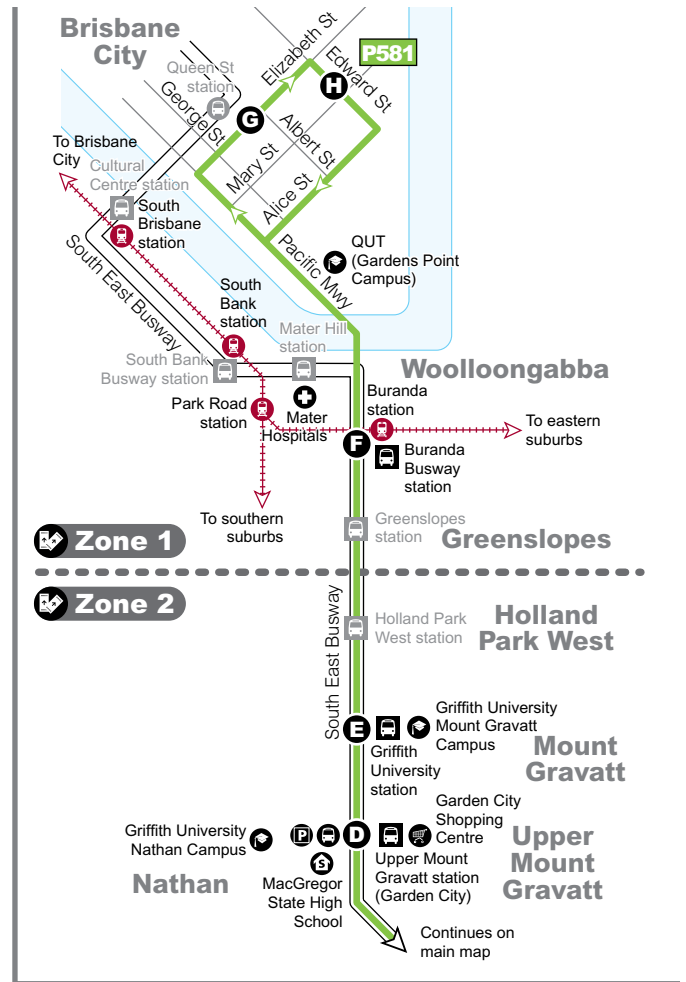 Brisbane
City
Elizabeth St
P581
Edward St
H
Queen St
station
George St
G
Albert St
To Brisbane
City
Mary St
Cultural
Centre station
Alice St
South
Brisbane
station
Pacific Mwy
QUT
(Gardens Point
Campus)
South East Busway
South
Bank
station
Mater Hill
station
South Bank
Busway station
Woolloongabba
Buranda
station
Park Road
station
Mater
Hospitals
To eastern
suburbs
F
Buranda
Busway
station
To southern
suburbs
Greenslopes
station
Zone 1
Greenslopes
Zone 2
South East Busway
Holland Park
West station
Holland
Park West
E
Griffith University
Mount Gravatt
Campus
Griffith
University
station
Mount
Gravatt
Griffith University
Nathan Campus
P
D
Garden City
Shopping
Centre
Upper
Mount
Gravatt
Nathan
S
MacGregor
State High
School
Upper Mount
Gravatt station
(Garden City)
Continues on
main map